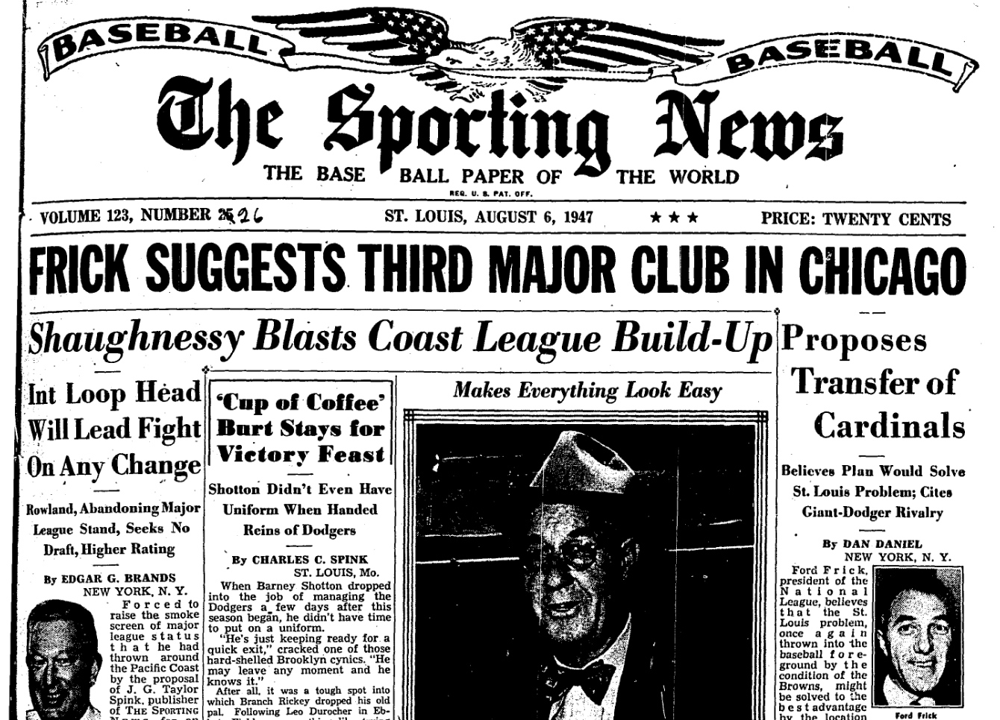 BASEBALL
BASEBALL
The Sporting News
THE BASE BALL PAPER OF THE WORLD
REG. U. S. PAT. OFF.
VOLUME 123, NUMBER 26
ST. LOUIS, AUGUST 6, 1947 ★ ★ ★
PRICE: TWENTY CENTS
FRICK SUGGESTS THIRD MAJOR CLUB IN CHICAGO
Shaughnessy Blasts Coast League Build-Up
Int Loop Head
Will Lead Fight
On Any Change
Rowland, Abandoning Major
League Stand, Seeks No
Draft, Higher Rating
By EDGAR G. BRANDS
NEW YORK, N. Y.
Forced to
raise the smoke
screen of major
league status
that he had
thrown around
the Pacific Coast
by the proposal
of J. G. Taylor
Spink, publisher
of THE SPORTING
'Cup of Coffee'
Burt Stays for
Victory Feast
Shotton Didn't Even Have
Uniform When Handed
Reins of Dodgers
By CHARLES C. SPINK
ST. LOUIS, Mo.
When Barney Shotton dropped
into the job of managing the
Dodgers a few days after this
season began, he didn't have time
to put on a uniform.
"He's just keeping ready for a
quick exit," cracked one of those
hard-shelled Brooklyn cynics. "He
may leave any moment and he
knows it."
After all, it was a tough spot into
which Branch Rickey dropped his old
pal. Following Leo Durocher in Eb-
Makes Everything Look Easy
Proposes
Transfer of
Cardinals
Believes Plan Would Solve
St. Louis Problem; Cites
Giant-Dodger Rivalry
By DAN DANIEL
NEW YORK, N. Y.
Ford Frick,
president of the
National
League, believes
that the St.
Louis problem,
once again
thrown into the
baseball fore-
ground by the
condition of the
Browns, might
be solved to the
best advantage
by the location
Ford Frick